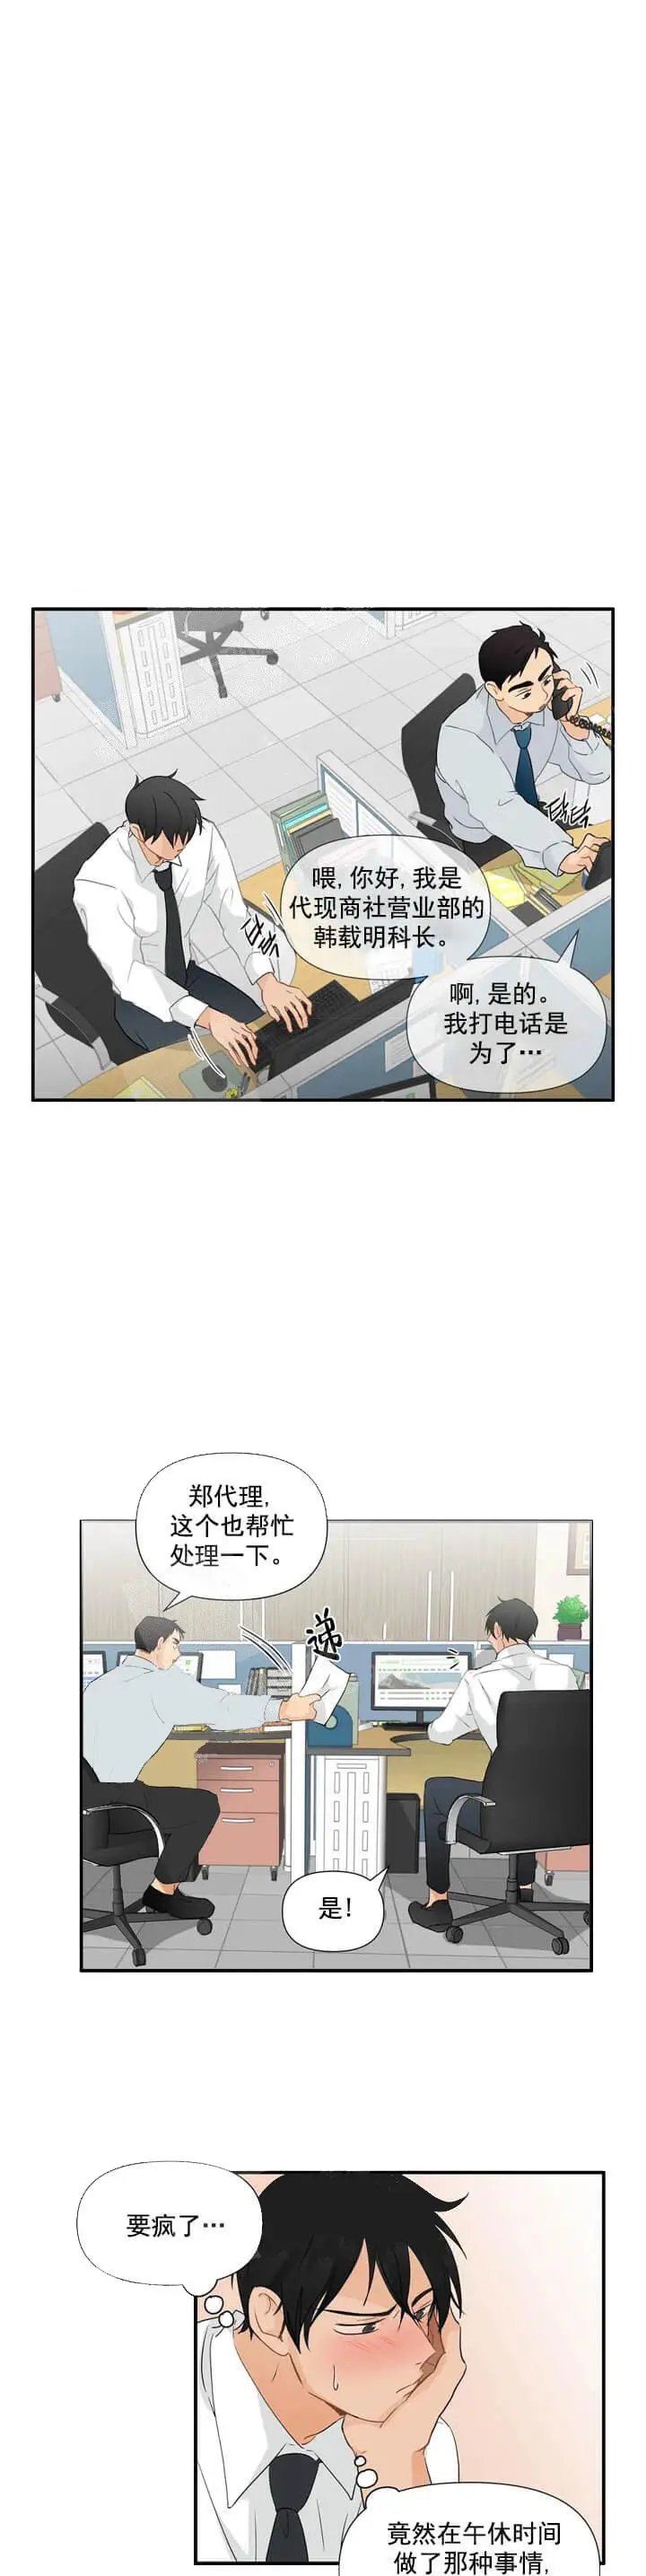 喂,你好,我是
代现商社营业部的
韩载明科长。
啊,是的。
我打电话是
为了…
郑代理,
这个也帮忙
处理一下。
递
是!
要疯了…
竟然在午休时间
做了那种事情,